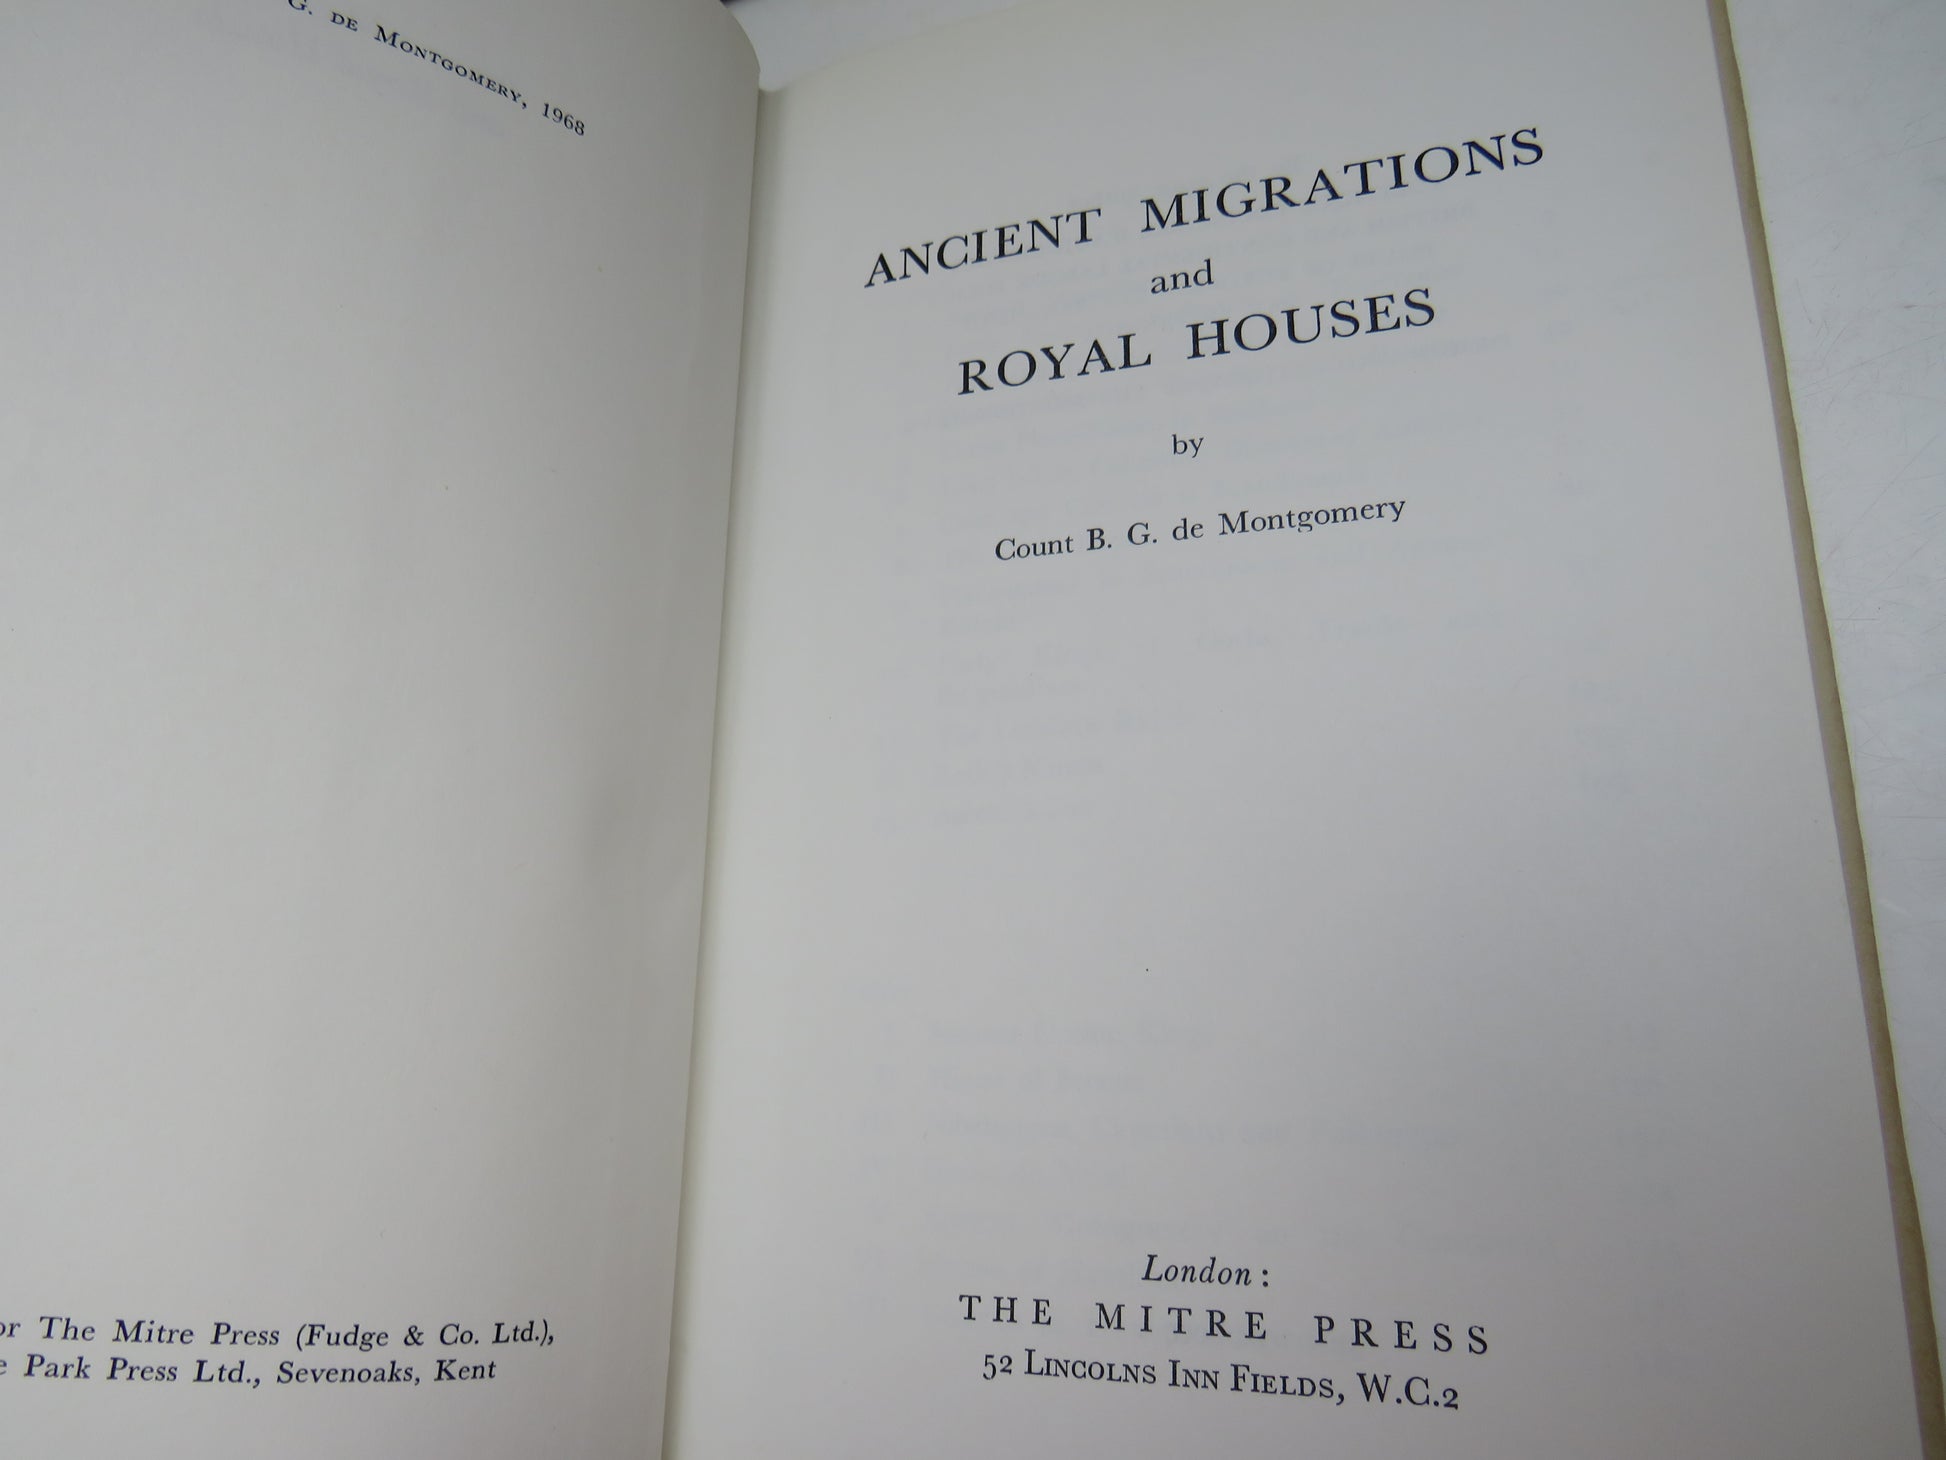 G. DE MONTGOMERY, 1968
The Mitre Press (Fudge & Co. Ltd.),
Park Press Ltd., Sevenoaks, Kent
ANCIENT MIGRATIONS
and
ROYAL HOUSES
by
Count B. G. de Montgomery
London:
THE MITRE PRESS
52 LINCOLNS INN FIELDS, W.C.2